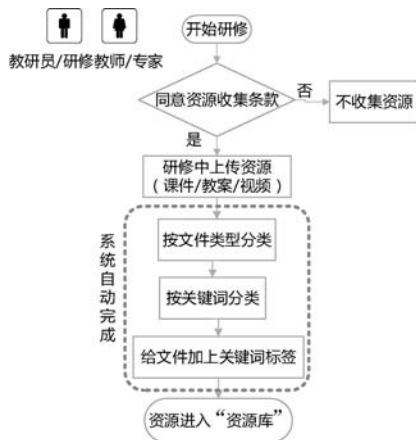 开始研修
教研员/研修教师/专家
同意资源收集条款
否
不收集资源
是
研修中上传资源
(课件/教案/视频)
系统自动完成
按文件类型分类
按关键词分类
给文件加上关键词标签
资源进入“资源库”